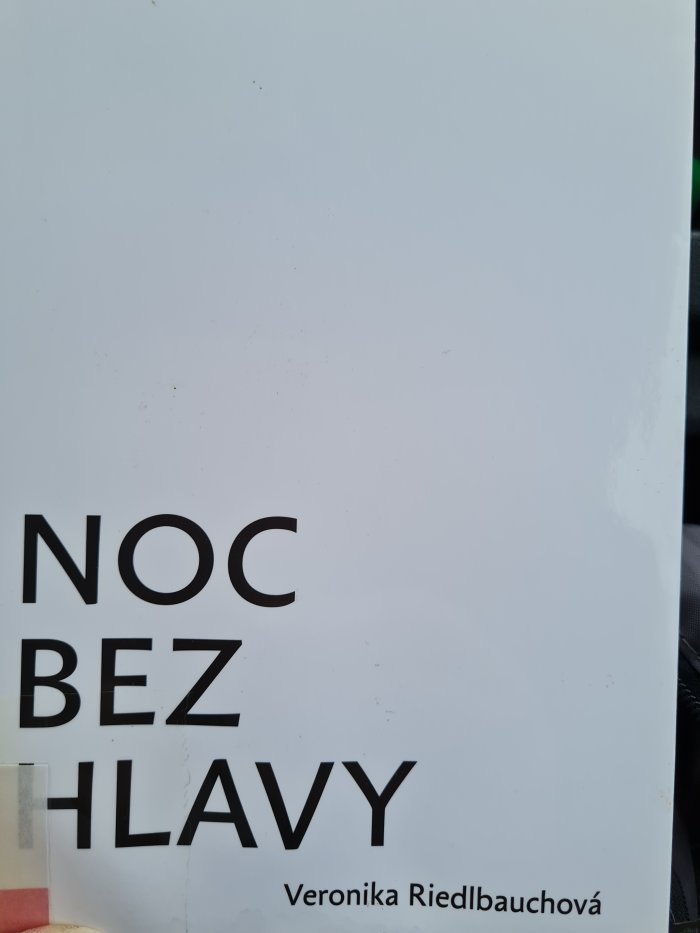 NOC
BEZ
HLAVY
Veronika Riedlbauchová